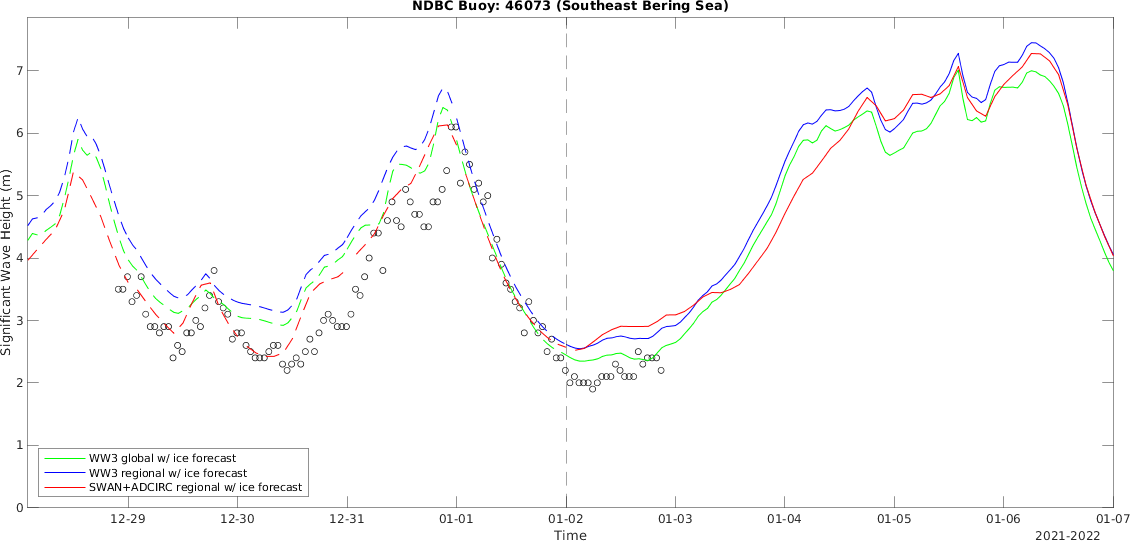 NDBC Buoy: 46073 (Southeast Bering Sea)
Significant Wave Height (m)
7
6
5
4
3
2
1
0
WW3 global w/ ice forecast
WW3 regional w/ ice forecast
SWAN+ADCIRC regional w/ ice forecast
12-29 12-30 12-31 01-01 01-02 01-03 01-04 01-05 01-06 01-07
Time
2021-2022